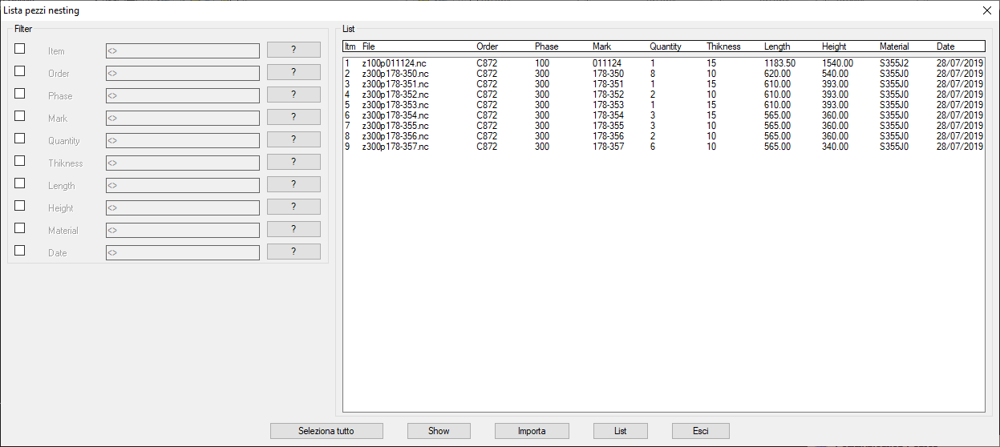 Lista pezzi nesting
Filter
Item <> ?
Order <> ?
Phase <> ?
Mark <> ?
Quantity <> ?
Thikness <> ?
Length <> ?
Height <> ?
Material <> ?
Date <> ?
List
Itm File Order Phase Mark Quantity Thikness Length Height Material Date
1 z100p011124.nc C872 100 011124 1 15 1183.50 1540.00 S355J2 28/07/2019
2 z300p178-350.nc C872 300 178-350 8 10 620.00 540.00 S355J0 28/07/2019
3 z300p178-351.nc C872 300 178-351 1 15 610.00 393.00 S355J0 28/07/2019
4 z300p178-352.nc C872 300 178-352 2 10 610.00 393.00 S355J0 28/07/2019
5 z300p178-353.nc C872 300 178-353 1 15 610.00 393.00 S355J0 28/07/2019
6 z300p178-354.nc C872 300 178-354 3 15 565.00 360.00 S355J0 28/07/2019
7 z300p178-355.nc C872 300 178-355 3 10 565.00 360.00 S355J0 28/07/2019
8 z300p178-356.nc C872 300 178-356 2 10 565.00 360.00 S355J0 28/07/2019
9 z300p178-357.nc C872 300 178-357 6 10 565.00 340.00 S355J0 28/07/2019
Seleziona tutto Show Importa List Esci